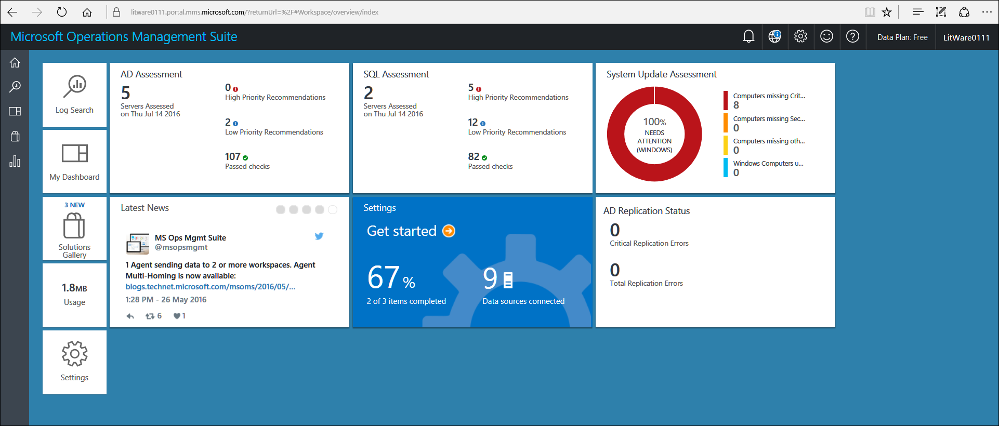 litware0111.portal.mms.microsoft.com/?returnUrl=%2F#Workspace/overview/index
Microsoft Operations Management Suite
Data Plan: Free
LitWare0111
Log Search
My Dashboard
3 NEW
Solutions
Gallery
1.8MB
Usage
Settings
AD Assessment
5
Servers Assessed
on Thu Jul 14 2016
0
High Priority Recommendations
2
Low Priority Recommendations
107
Passed checks
SQL Assessment
2
Servers Assessed
on Thu Jul 14 2016
5
High Priority Recommendations
12
Low Priority Recommendations
82
Passed checks
System Update Assessment
100%
NEEDS
ATTENTION
(WINDOWS)
Computers missing Crit...
8
Computers missing Sec...
0
Computers missing oth...
0
Windows Computers u...
0
Latest News
MS Ops Mgmt Suite
@msopsmgmt
1 Agent sending data to 2 or more workspaces. Agent
Multi-Homing is now available:
blogs.technet.microsoft.com/msoms/2016/05/...
1:28 PM - 26 May 2016
6
1
Settings
Get started
67 %
2 of 3 items completed
9
Data sources connected
AD Replication Status
0
Critical Replication Errors
0
Total Replication Errors